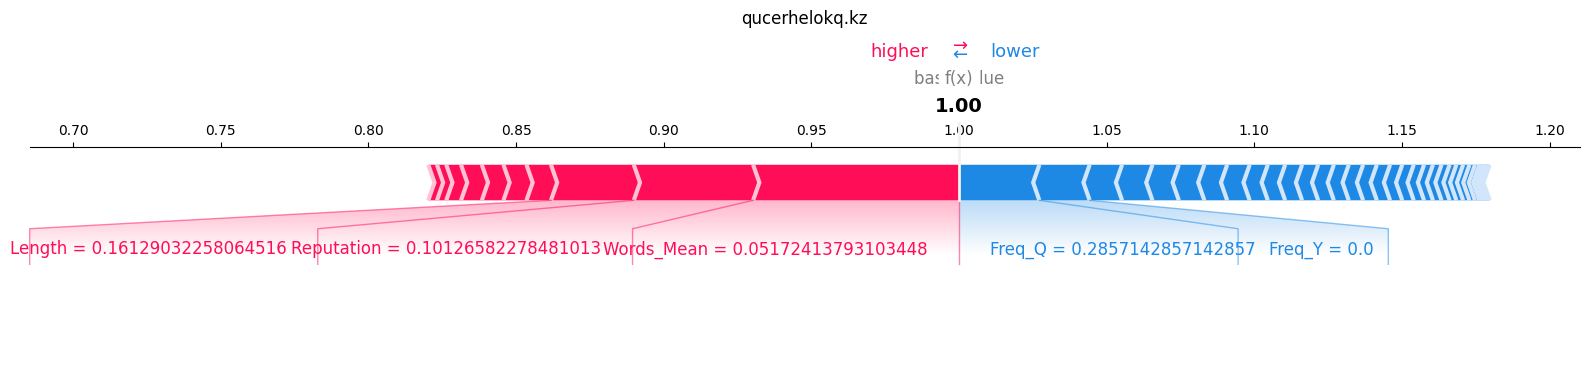 qucerhelokq.kz
higher ⇄ lower
f(x)
1.00
0.70 0.75 0.80 0.85 0.90 0.95 1.00 1.05 1.10 1.15 1.20
Length = 0.16129032258064516 Reputation = 0.10126582278481013 Words_Mean = 0.05172413793103448 Freq_Q = 0.2857142857142857 Freq_Y = 0.0